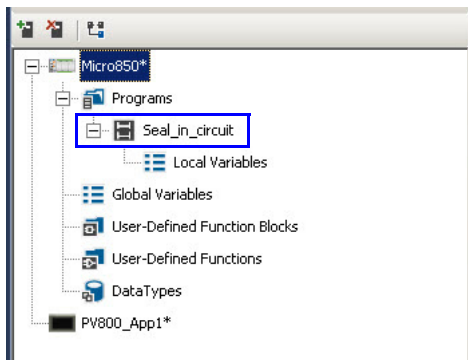 Micro850*
Programs
Seal_in_circuit
Local Variables
Global Variables
User-Defined Function Blocks
User-Defined Functions
DataTypes
PV800_App1*